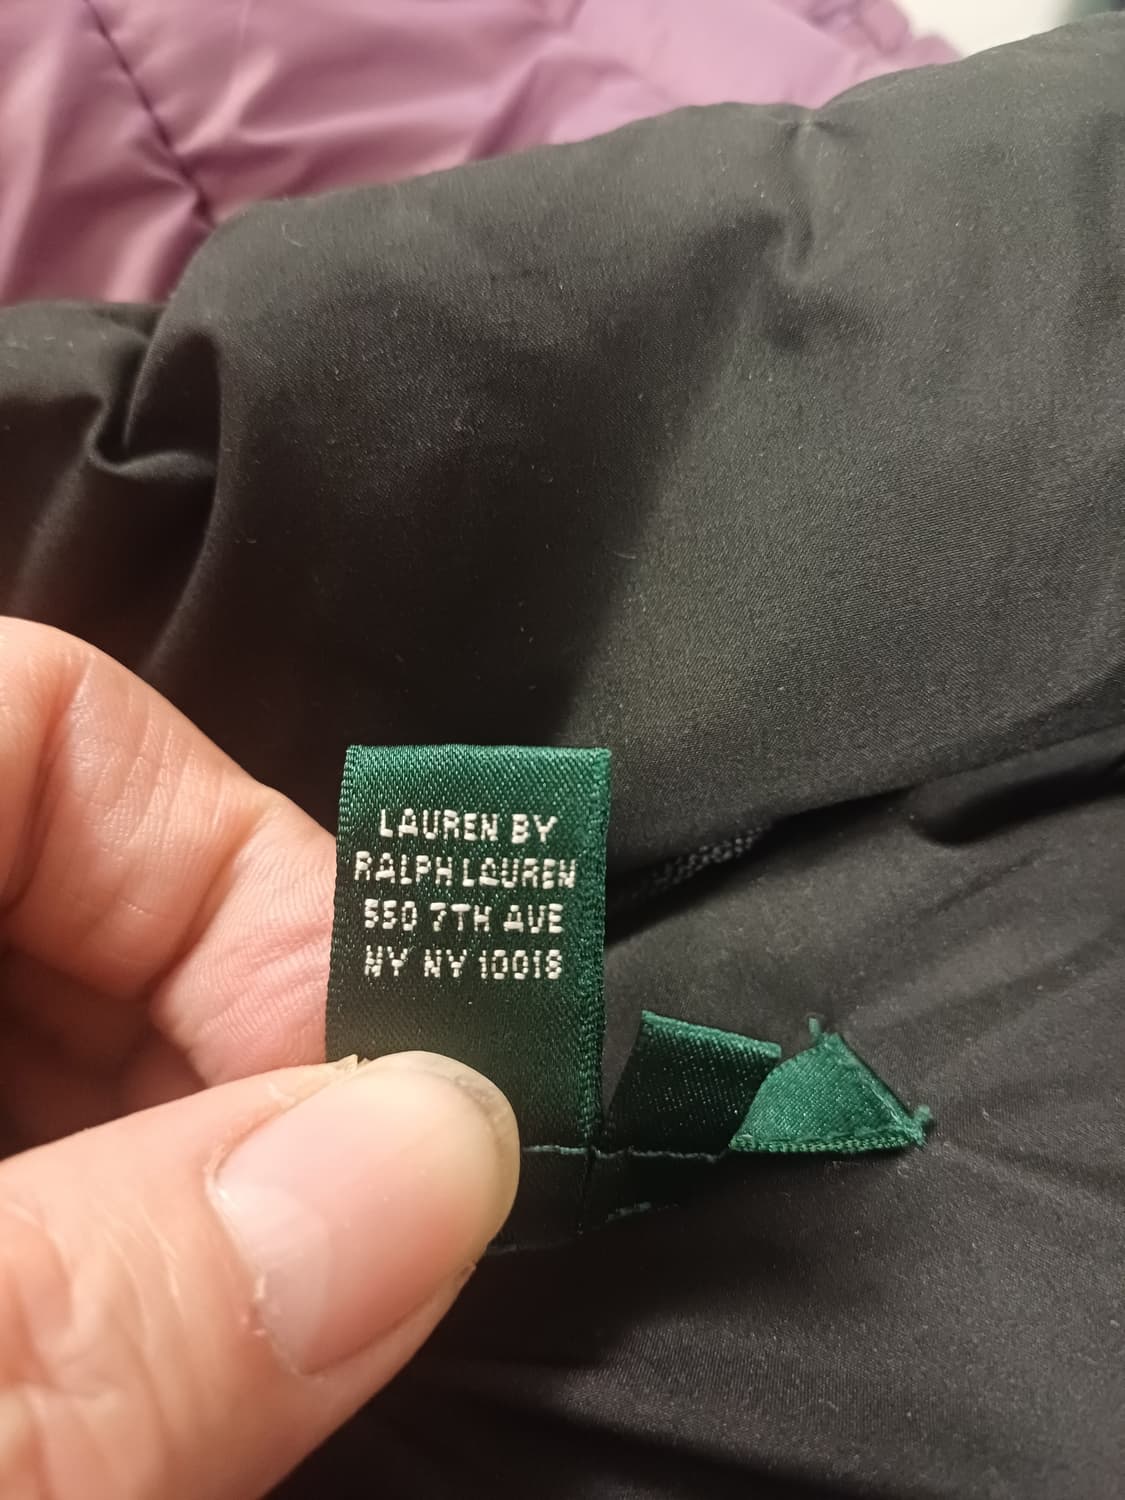 LAUREN BY
RALPH LAUREN
550 7TH AVE
NY NY 10018